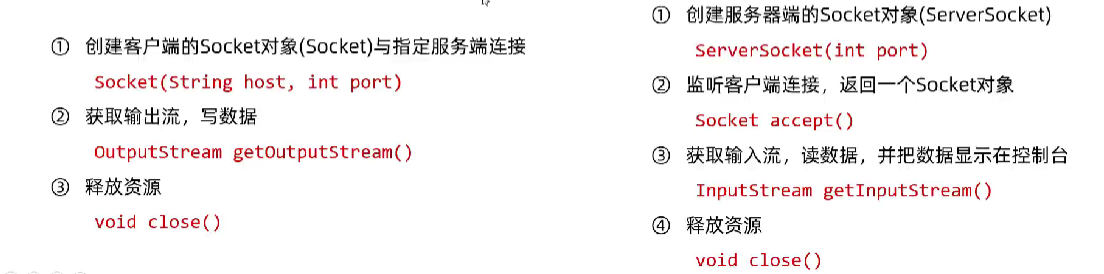 ① 创建客户端的Socket对象(Socket)与指定服务端连接
Socket(String host, int port)
② 获取输出流，写数据
OutputStream getOutputStream()
③ 释放资源
void close()
① 创建服务器端的Socket对象(ServerSocket)
ServerSocket(int port)
② 监听客户端连接，返回一个Socket对象
Socket accept()
③ 获取输入流，读数据，并把数据显示在控制台
InputStream getInputStream()
④ 释放资源
void close()